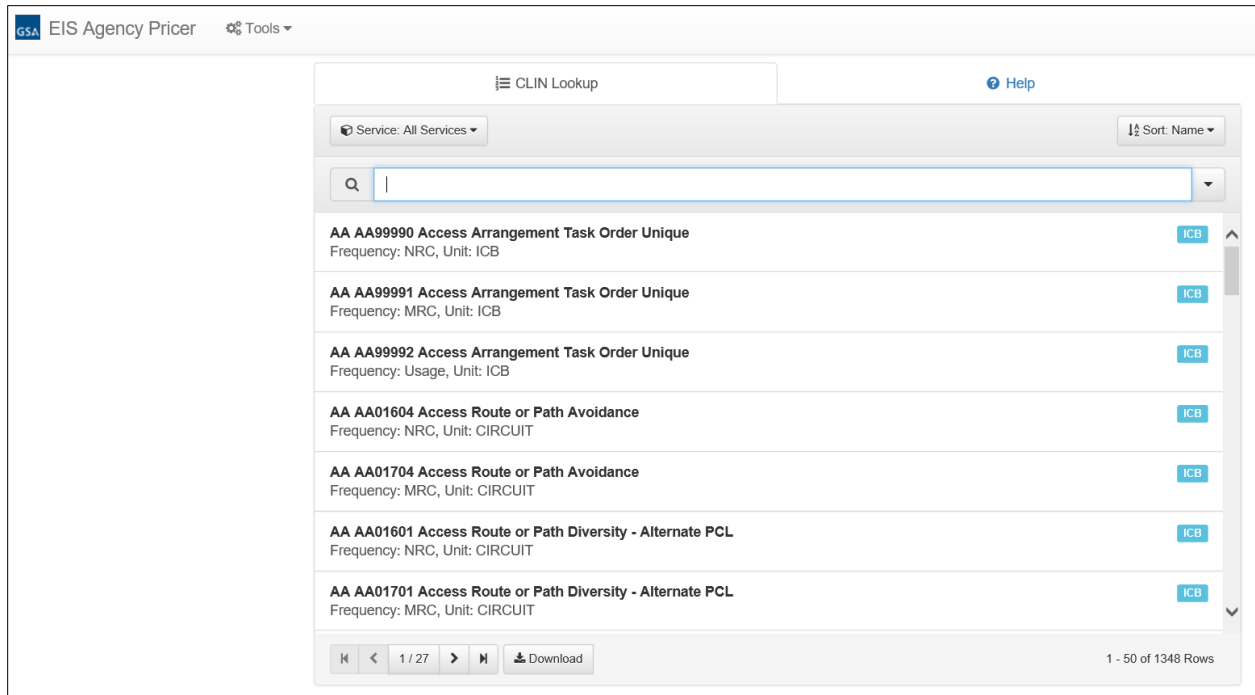 GSA EIS Agency Pricer Tools
CLIN Lookup Help
Service: All Services Sort: Name
AA AA99990 Access Arrangement Task Order Unique ICB
Frequency: NRC, Unit: ICB
AA AA99991 Access Arrangement Task Order Unique ICB
Frequency: MRC, Unit: ICB
AA AA99992 Access Arrangement Task Order Unique ICB
Frequency: Usage, Unit: ICB
AA AA01604 Access Route or Path Avoidance ICB
Frequency: NRC, Unit: CIRCUIT
AA AA01704 Access Route or Path Avoidance ICB
Frequency: MRC, Unit: CIRCUIT
AA AA01601 Access Route or Path Diversity - Alternate PCL ICB
Frequency: NRC, Unit: CIRCUIT
AA AA01701 Access Route or Path Diversity - Alternate PCL ICB
Frequency: MRC, Unit: CIRCUIT
1 / 27 Download 1 - 50 of 1348 Rows